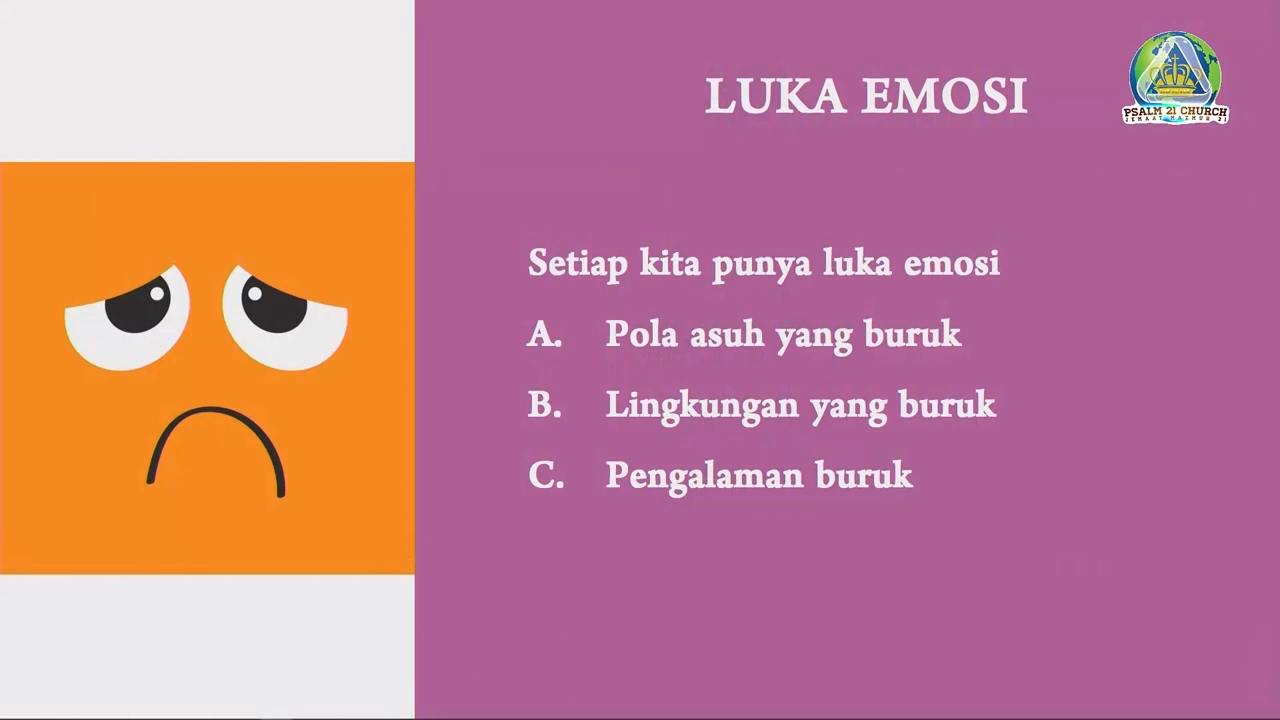 LUKA EMOSI
PSALM 21 CHURCH
JEMAAT MAZMUR 21
Setiap kita punya luka emosi
A. Pola asuh yang buruk
B. Lingkungan yang buruk
C. Pengalaman buruk